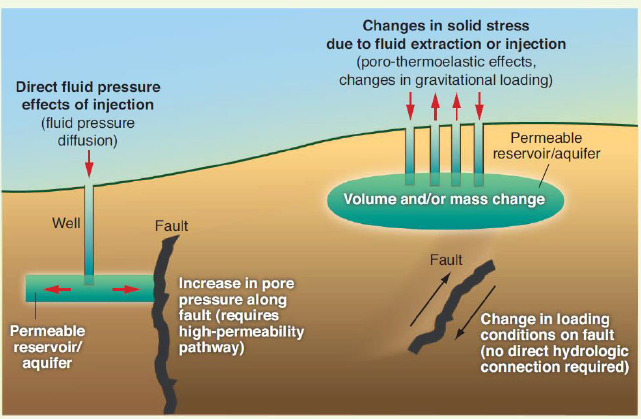 Changes in solid stress
due to fluid extraction or injection
(poro-thermoelastic effects,
changes in gravitational loading)
Direct fluid pressure
effects of injection
(fluid pressure
diffusion)
Permeable
reservoir/aquifer
Volume and/or mass change
Well
Fault
Fault
Increase in pore
pressure along
fault (requires
high-permeability
pathway)
Permeable
reservoir/
aquifer
Change in loading
conditions on fault
(no direct hydrologic
connection required)